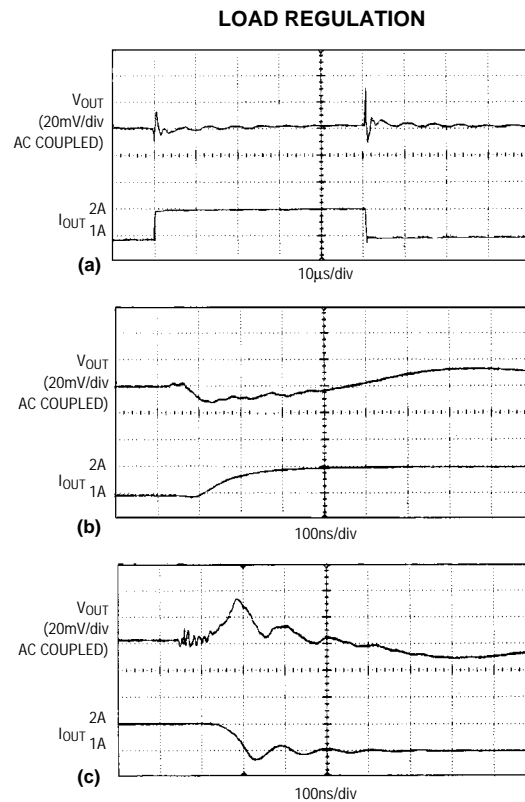 LOAD REGULATION
VOUT
(20mV/div
AC COUPLED)
2A
IOUT 1A
(a)
10µs/div
VOUT
(20mV/div
AC COUPLED)
2A
IOUT 1A
(b)
100ns/div
VOUT
(20mV/div
AC COUPLED)
2A
IOUT 1A
(c)
100ns/div